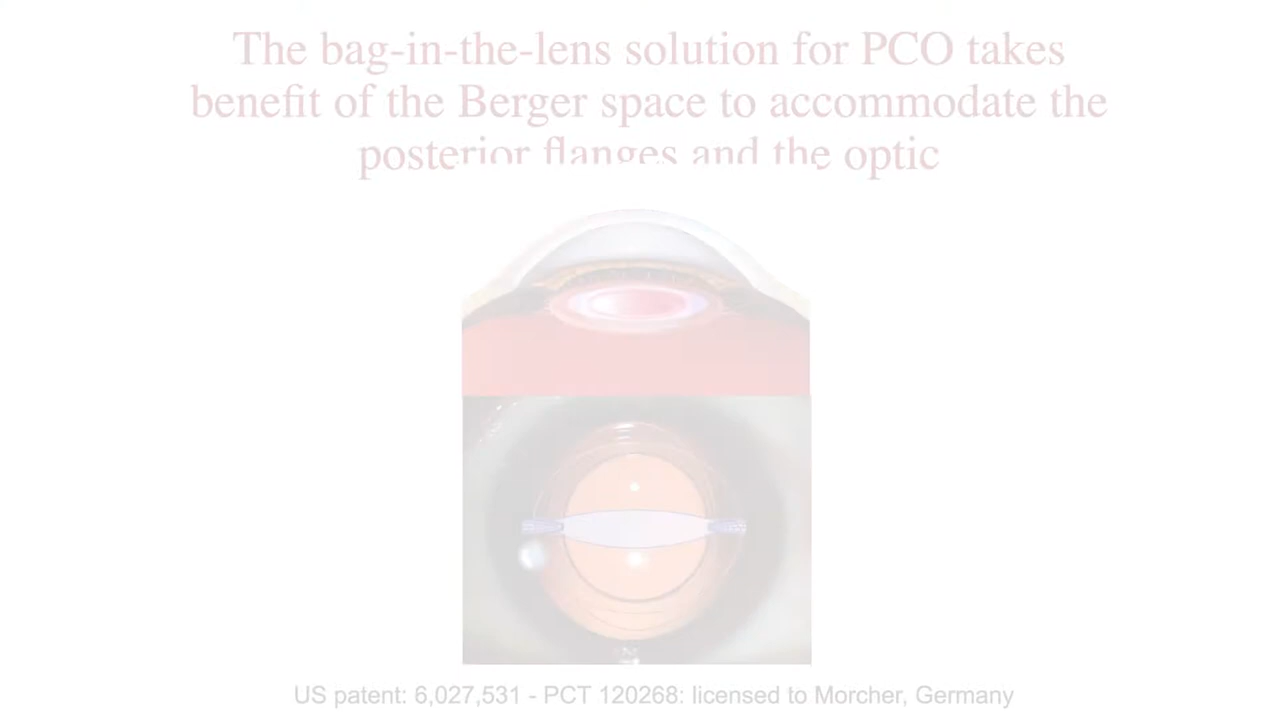 The bag-in-the-lens solution for PCO takes
benefit of the Berger space to accommodate the
posterior flanges and the optic
US patent: 6,027,531 - PCT 120268: licensed to Morcher, Germany